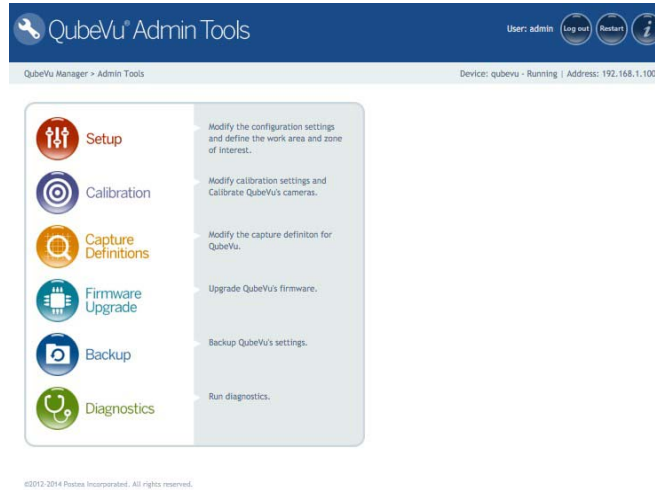 QubeVu® Admin Tools
User: admin
Log out
Restart
i
QubeVu Manager > Admin Tools
Device: qubevu - Running | Address: 192.168.1.100
Setup
Modify the configuration settings
and define the work area and zone
of interest.
Calibration
Modify calibration settings and
Calibrate QubeVu's cameras.
Capture
Definitions
Modify the capture definiton for
QubeVu.
Firmware
Upgrade
Upgrade QubeVu's firmware.
Backup
Backup QubeVu's settings.
Diagnostics
Run diagnostics.
©2012-2014 Postea Incorporated. All rights reserved.